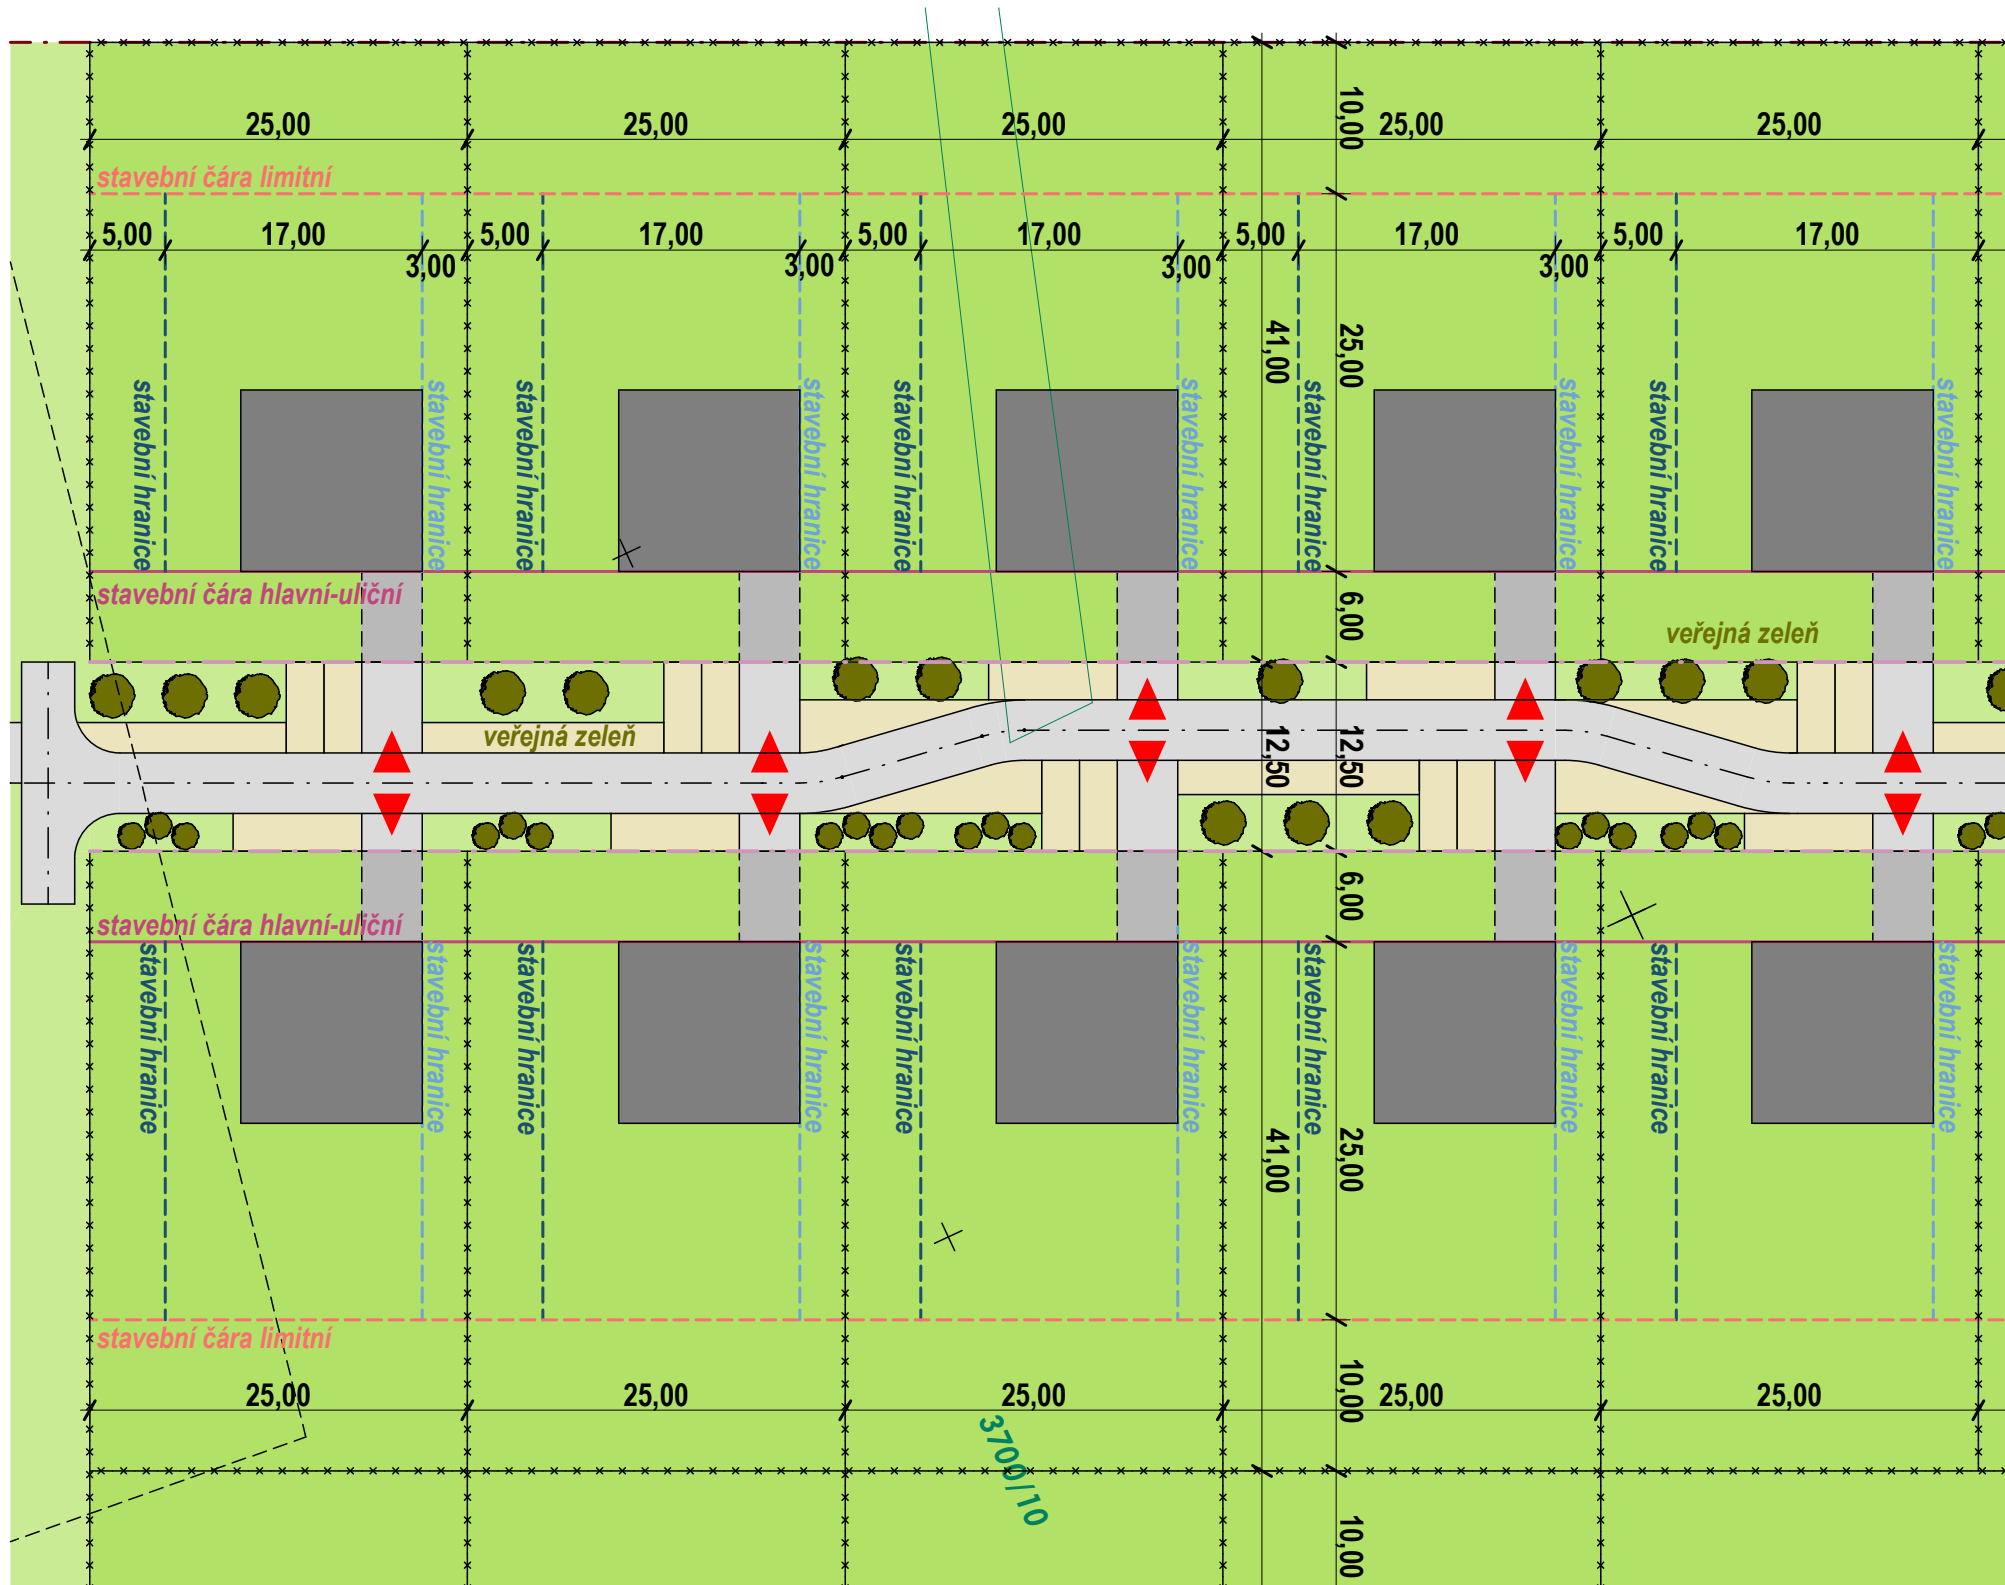 10,00
25,00
25,00
25,00
25,00
25,00
stavební čára limitní
5,00
17,00
3,00
5,00
17,00
3,00
5,00
17,00
3,00
5,00
17,00
3,00
5,00
17,00
41,00
25,00
stavební hranice
stavební hranice
stavební hranice
stavební hranice
stavební hranice
stavební hranice
stavební hranice
stavební hranice
stavební hranice
stavební hranice
stavební čára hlavní-uliční
6,00
veřejná zeleň
veřejná zeleň
12,50
12,50
6,00
stavební čára hlavní-uliční
stavební hranice
stavební hranice
stavební hranice
stavební hranice
stavební hranice
stavební hranice
stavební hranice
stavební hranice
stavební hranice
stavební hranice
41,00
25,00
stavební čára limitní
25,00
25,00
25,00
25,00
25,00
10,00
3700/10
10,00